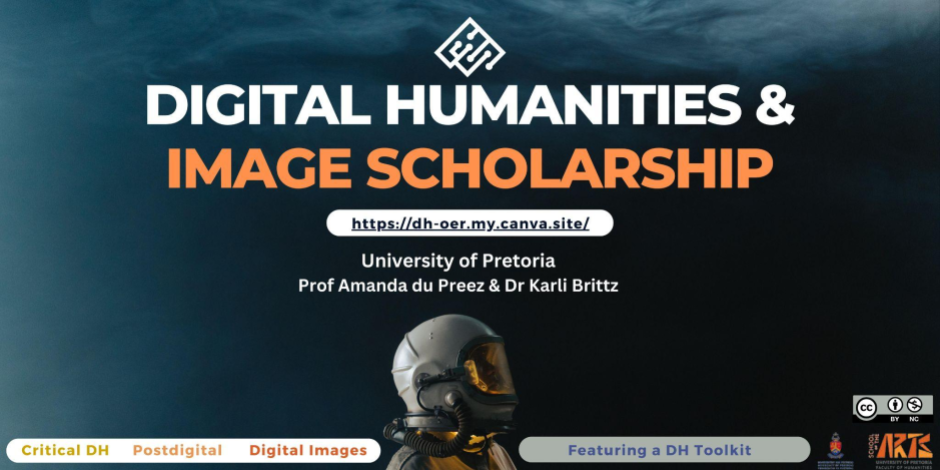 DIGITAL HUMANITIES &
IMAGE SCHOLARSHIP
https://dh-oer.my.canva.site/
University of Pretoria
Prof Amanda du Preez & Dr Karli Brittz
cc
BY NC
Critical DH Postdigital Digital Images
Featuring a DH Toolkit
SCHOOL OF THE
ARTS
UNIVERSITY OF PRETORIA
FACULTY OF HUMANITIES